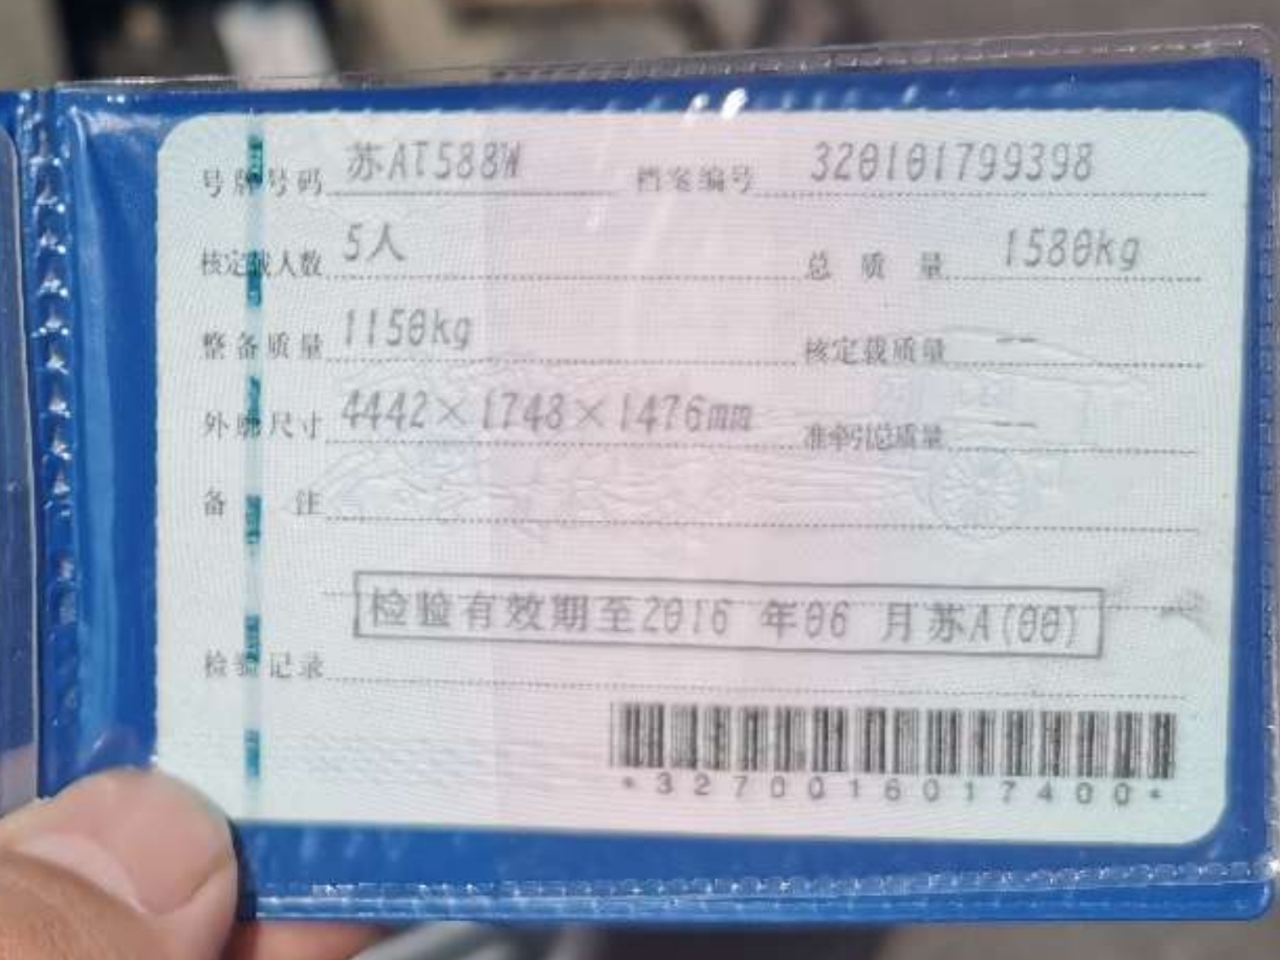 号牌号码 苏AT588W 档案编号 320101799398
核定载人数 5人 总质量 1580kg
整备质量 1150kg 核定载质量 --
外廓尺寸 4442×1748×1476mm 准牵引总质量 --
备注
检验有效期至2016 年06 月苏A(00)
检验记录
*3270016017400*